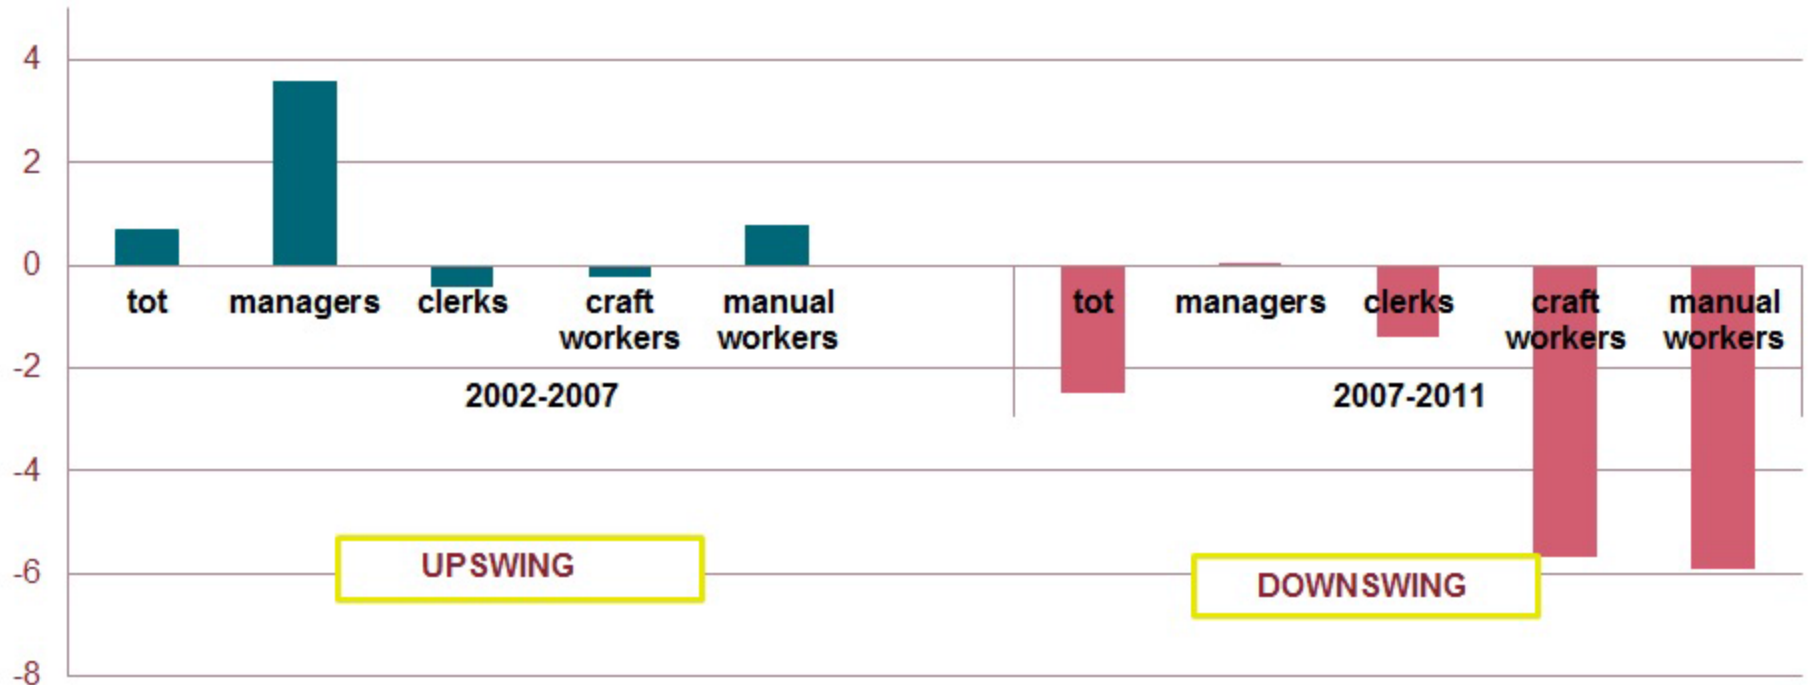 4
2
0
-2
-4
-6
-8
tot managers clerks craft workers manual workers
2002-2007
tot managers clerks craft workers manual workers
2007-2011
UPSWING
DOWNSWING